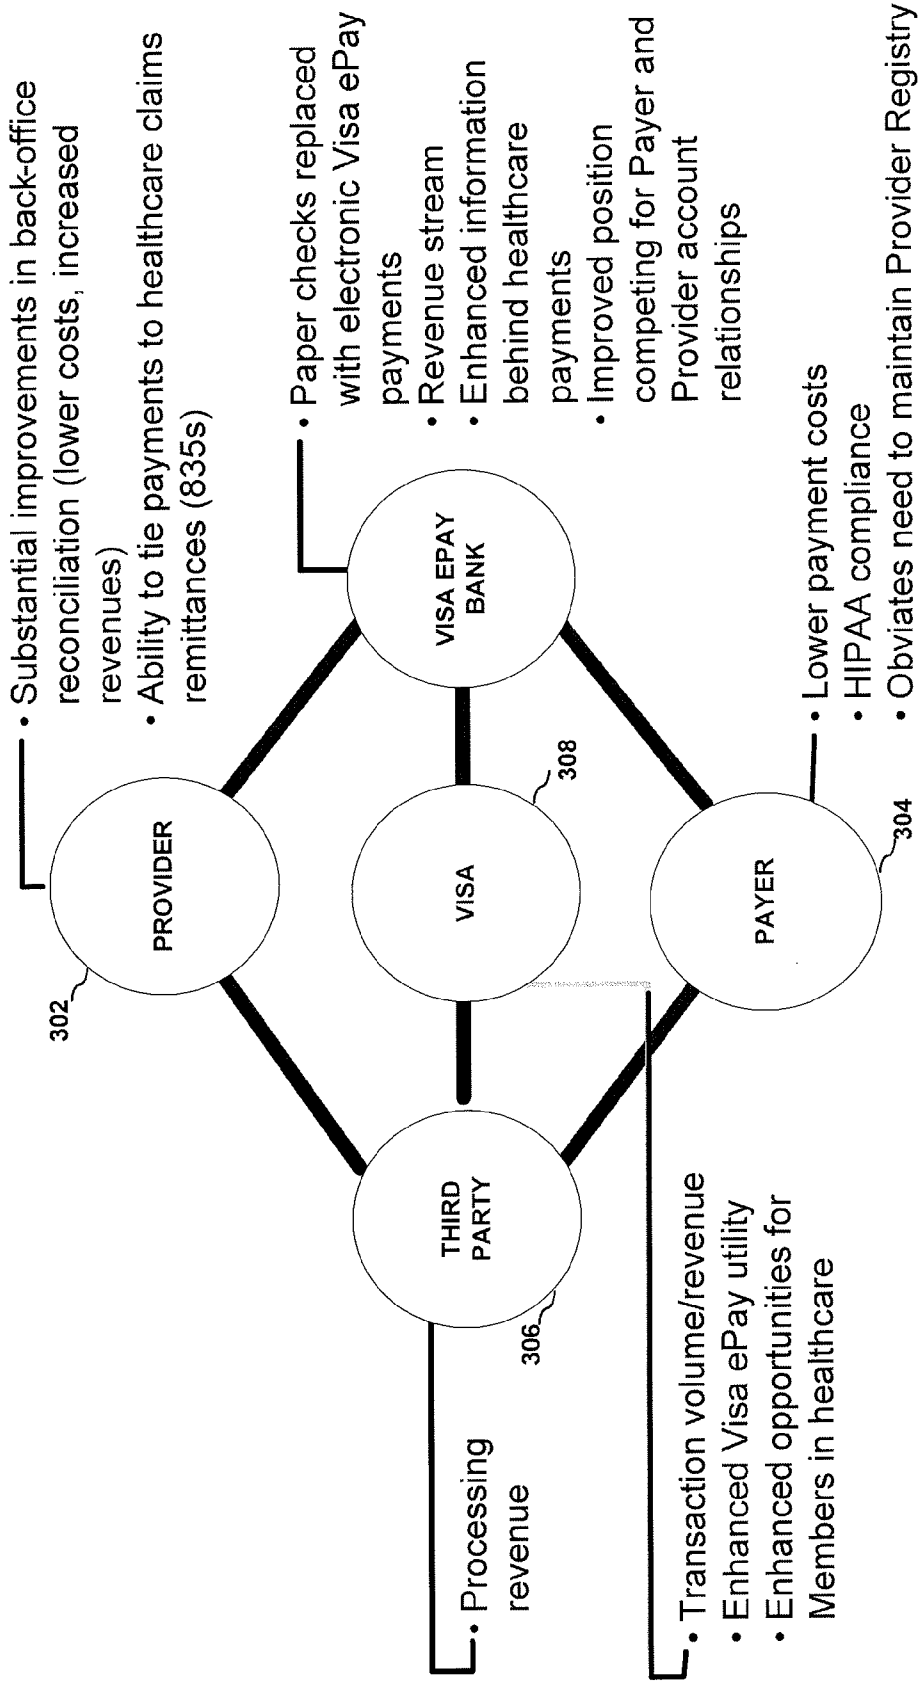 • Substantial improvements in back-office
reconciliation (lower costs, increased
revenues)
• Ability to tie payments to healthcare claims
remittances (835s)
302
PROVIDER
• Paper checks replaced
with electronic Visa ePay
payments
• Revenue stream
• Enhanced information
behind healthcare
payments
• Improved position
competing for Payer and
Provider account
relationships
THIRD
PARTY
306
VISA
308
VISA EPAY
BANK
• Processing
revenue
PAYER
304
• Transaction volume/revenue
• Enhanced Visa ePay utility
• Enhanced opportunities for
Members in healthcare
• Lower payment costs
• HIPAA compliance
• Obviates need to maintain Provider Registry